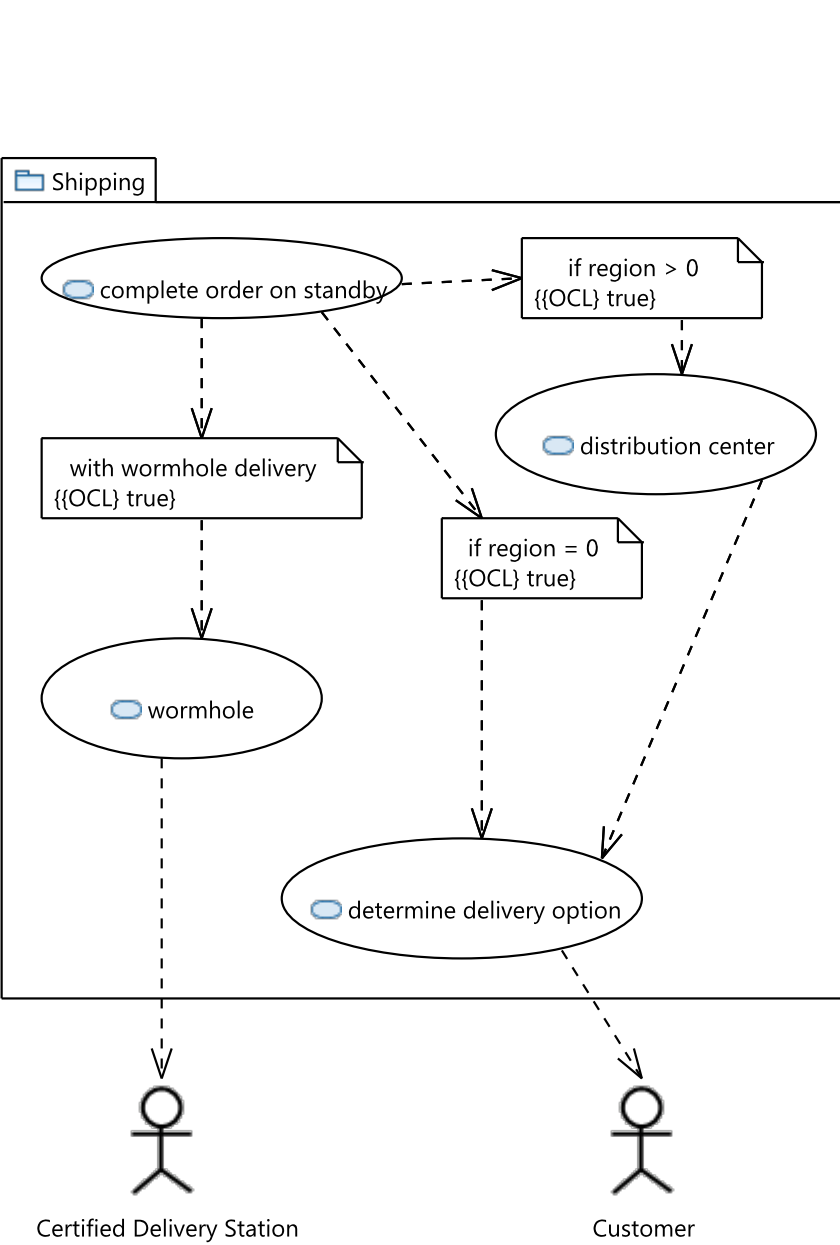 Shipping
complete order on standby
if region > 0
{{OCL} true}
distribution center
with wormhole delivery
{{OCL} true}
if region = 0
{{OCL} true}
wormhole
determine delivery option
Certified Delivery Station
Customer